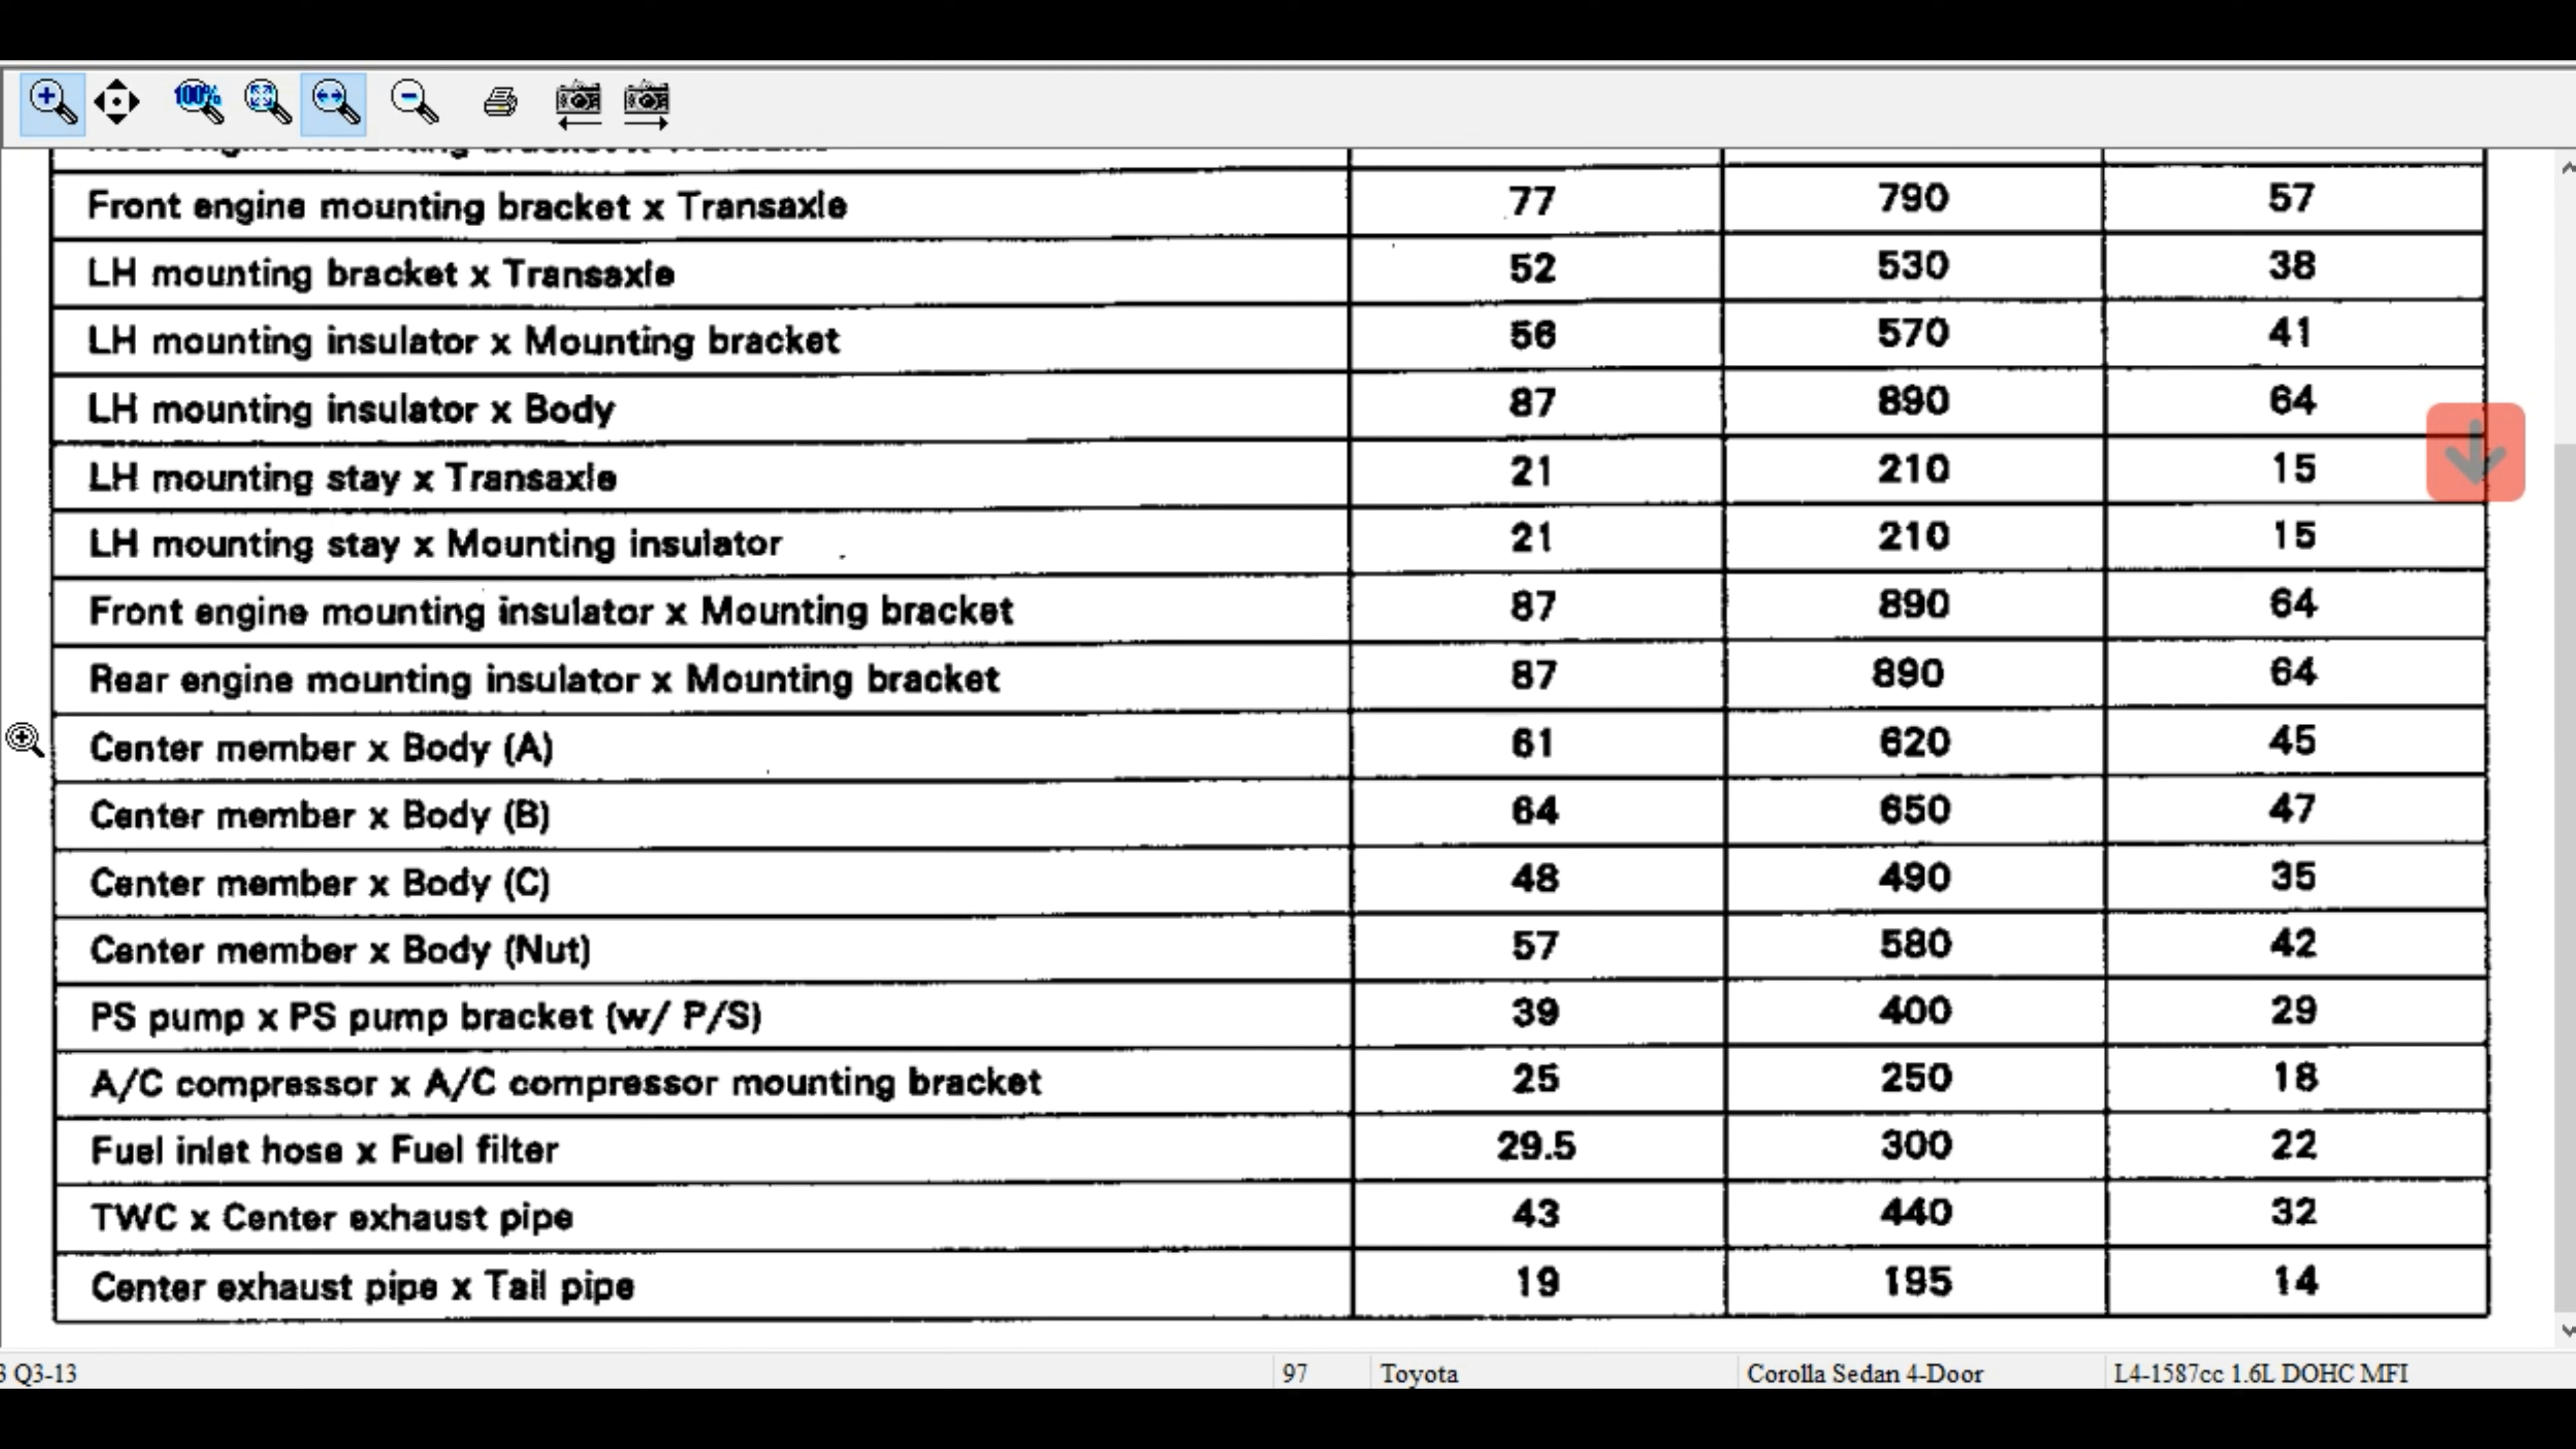 100%
Front engine mounting bracket x Transaxle 77 790 57
LH mounting bracket x Transaxle 52 530 38
LH mounting insulator x Mounting bracket 56 570 41
LH mounting insulator x Body 87 890 64
LH mounting stay x Transaxle 21 210 15
LH mounting stay x Mounting insulator 21 210 15
Front engine mounting insulator x Mounting bracket 87 890 64
Rear engine mounting insulator x Mounting bracket 87 890 64
Center member x Body (A) 61 620 45
Center member x Body (B) 64 650 47
Center member x Body (C) 48 490 35
Center member x Body (Nut) 57 580 42
PS pump x PS pump bracket (w/ P/S) 39 400 29
A/C compressor x A/C compressor mounting bracket 25 250 18
Fuel inlet hose x Fuel filter 29.5 300 22
TWC x Center exhaust pipe 43 440 32
Center exhaust pipe x Tail pipe 19 195 14
3 Q3-13 97 Toyota Corolla Sedan 4-Door L4-1587cc 1.6L DOHC MFI